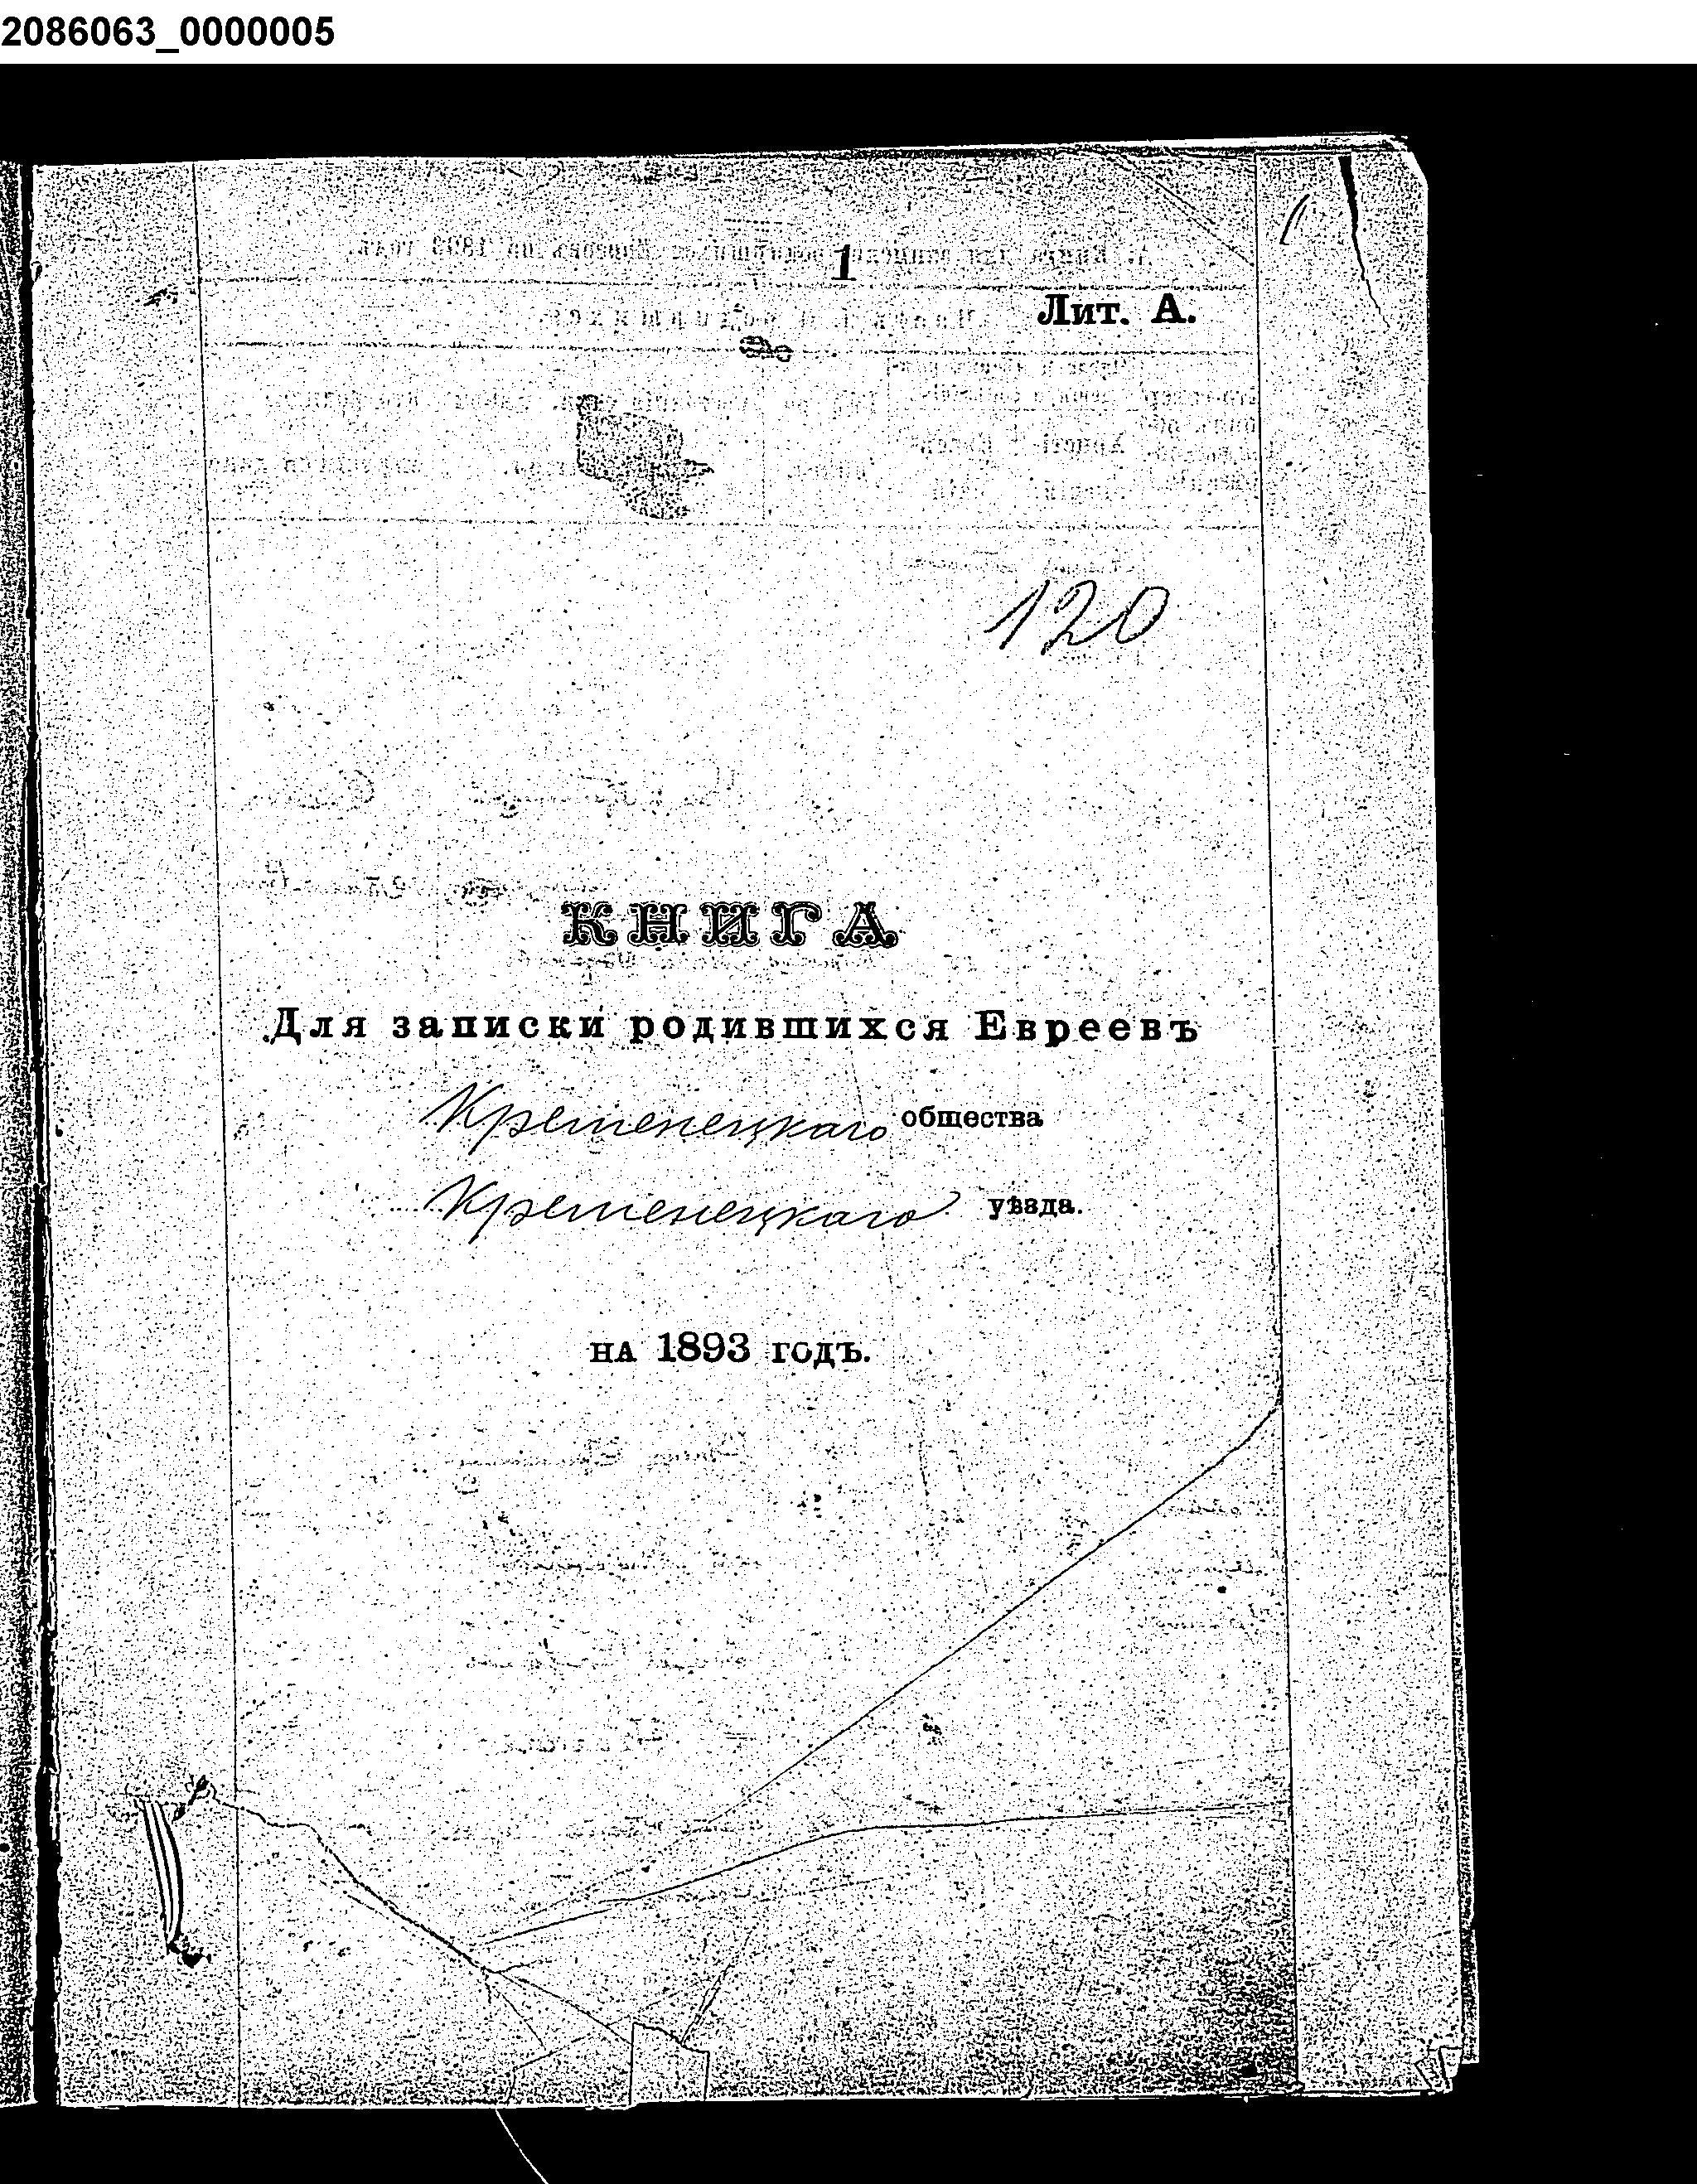 2086063_0000005
1
Лит. А.
120
КНИГА
Для записки родившихся Евреевъ
Кременецкаго общества
Кременецкаго уѣзда.
на 1893 годъ.